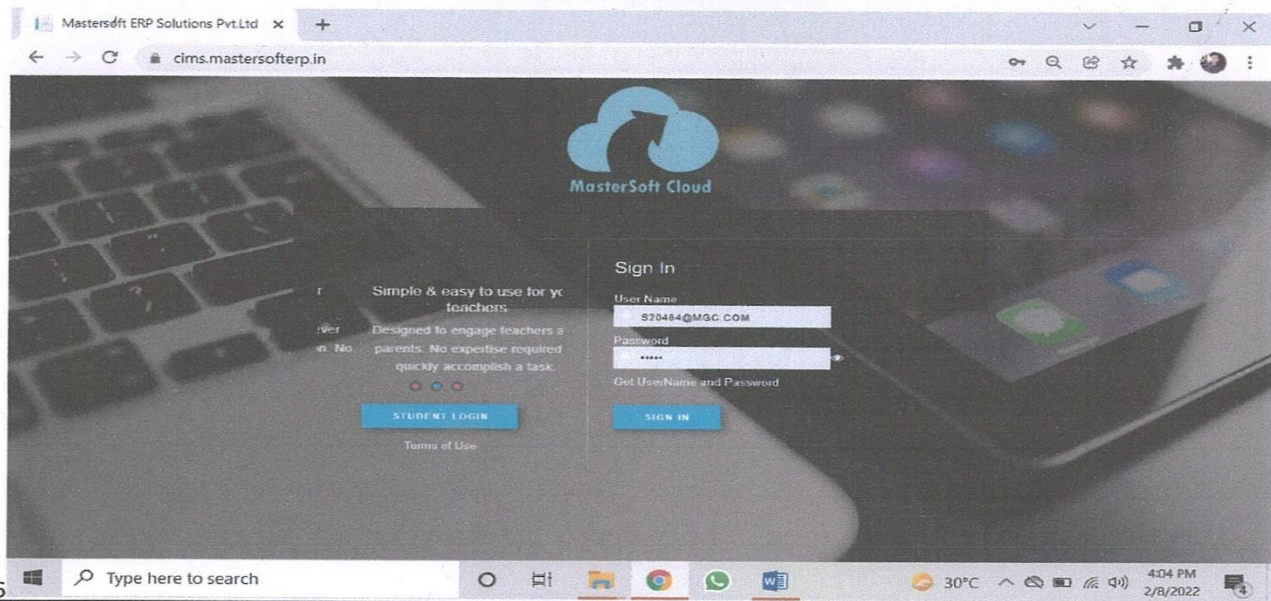 Mastersoft ERP Solutions Pvt.Ltd
cims.mastersofterp.in
MasterSoft Cloud
Sign In
Simple & easy to use for yo
teachers
User Name
S20484@MGC.COM
ver
Designed to engage teachers a
Password
n. No
parents. No expertise required
•••••
quickly accomplish a task.
Get UserName and Password
STUDENT LOGIN
SIGN IN
Terms of Use
Type here to search
30°C
4:04 PM
2/8/2022
4